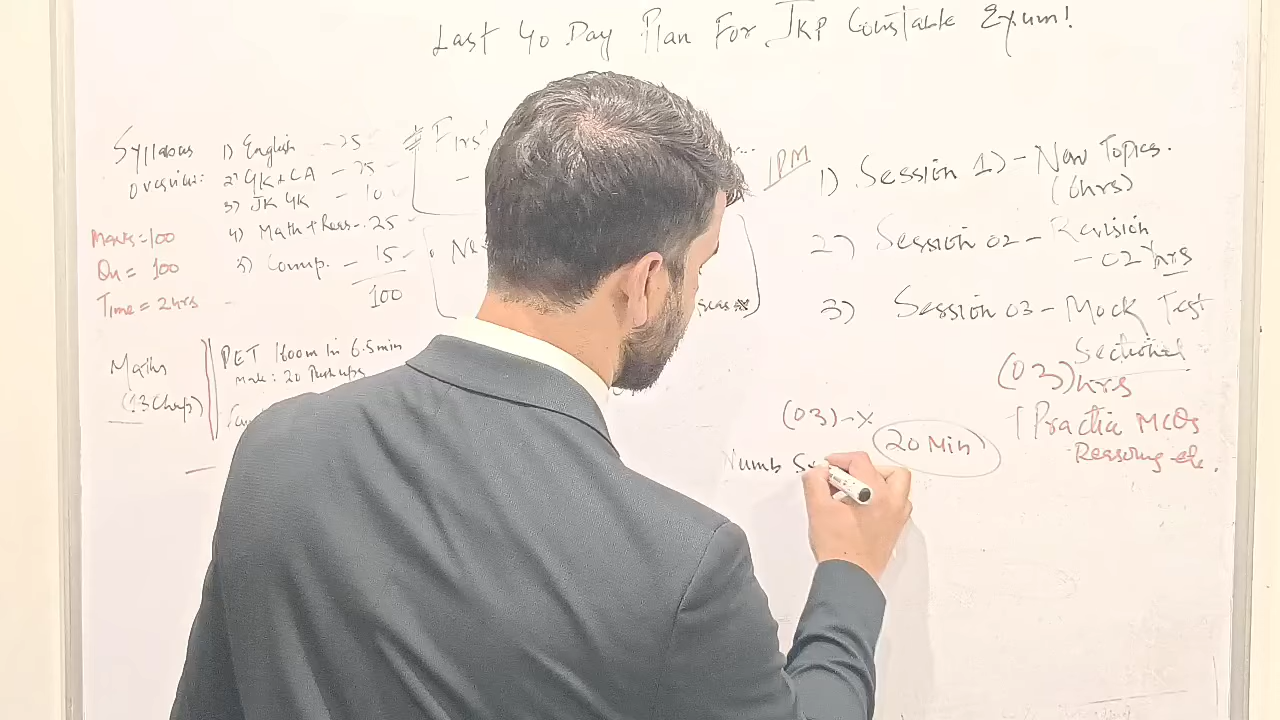 Last 40 Day Plan For JKP Constable Exam!
Syllabus
Overview:
1) English - 25
2) GK + CA - 25
3) JK GK - 10
4) Math + Reas - 25
5) Comp. - 15
100
Marks = 100
Qn = 100
Time = 2 hrs
Maths
(13 Chap)
PET 1600m in 6.5 min
Male: 20 Pushups
# First
1PM
1) Session 1) - New Topics.
2) Session 02 - Revision
- 02 hrs
3) Session 03 - Mock Test
Sectional
(03) hrs
Practice MCQs
Reasoning etc.
(03) - X
20 Min
Numb Sy